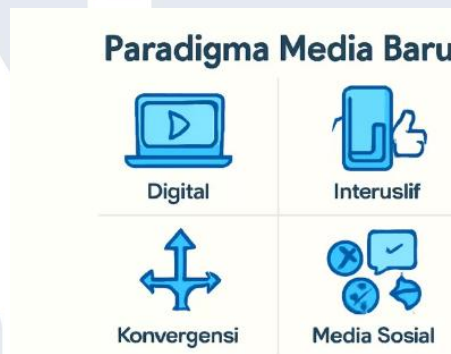 Paradigma Media Baru
Digital
Interuslif
Konvergensi
Media Sosial